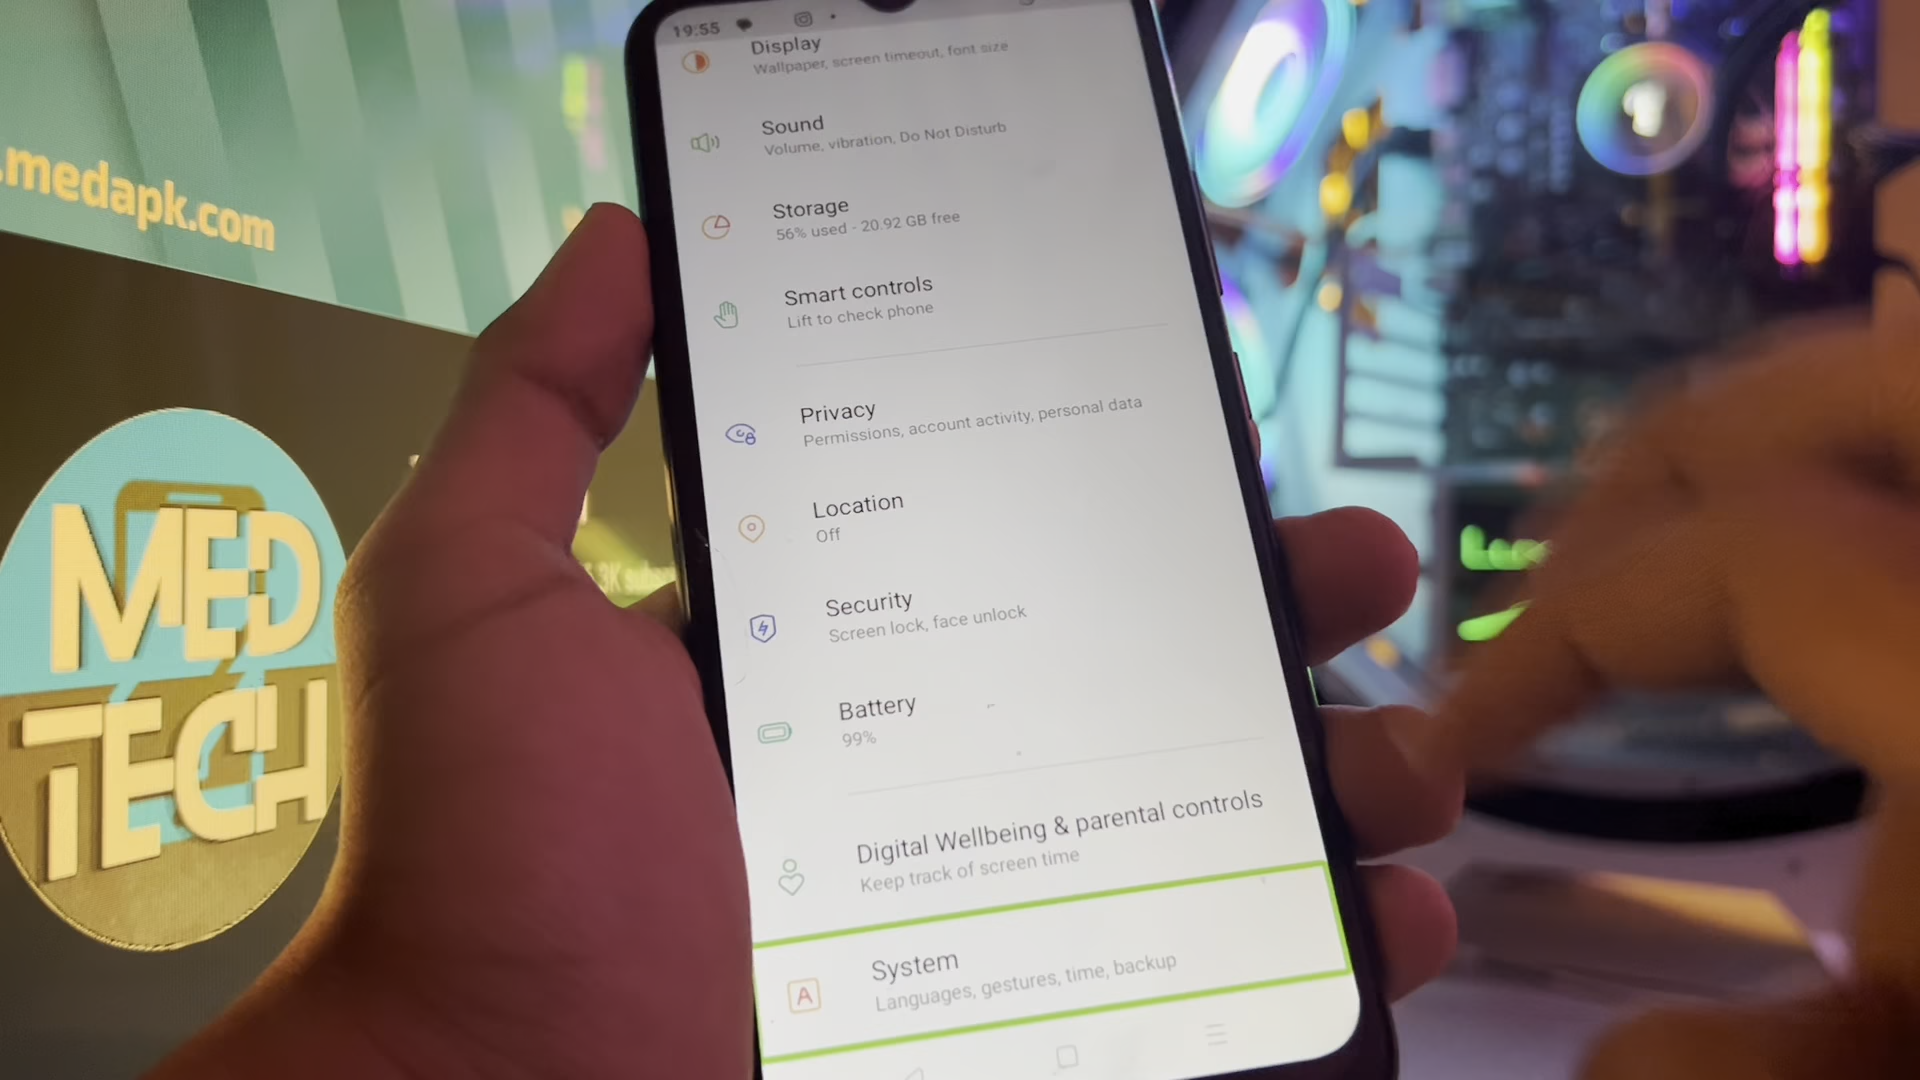 19:55
Display
Wallpaper, screen timeout, font size
Sound
Volume, vibration, Do Not Disturb
Storage
56% used - 20.92 GB free
Smart controls
Lift to check phone
Privacy
Permissions, account activity, personal data
Location
Off
Security
Screen lock, face unlock
Battery
99%
Digital Wellbeing & parental controls
Keep track of screen time
System
Languages, gestures, time, backup
A
.medapk.com
MED
TECH